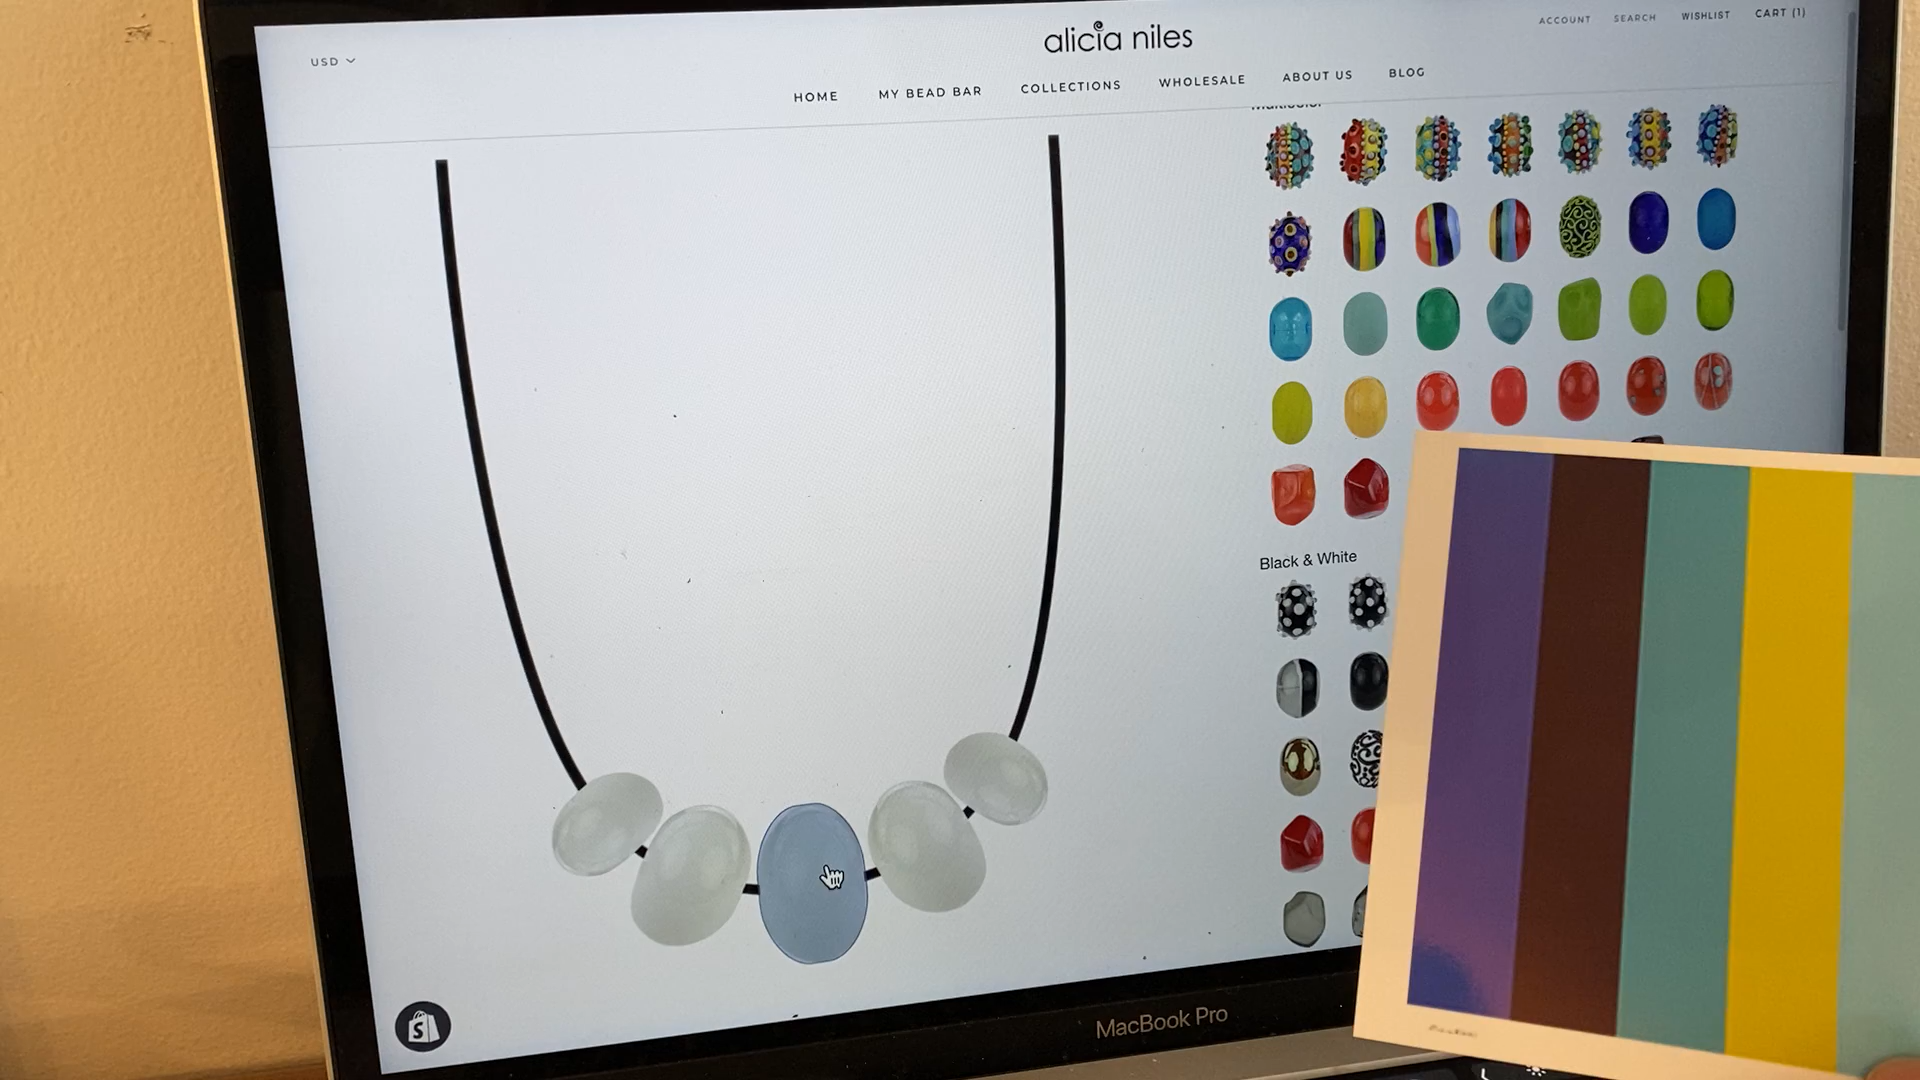 USD
alicia niles
ACCOUNT SEARCH WISHLIST CART (1)
HOME MY BEAD BAR COLLECTIONS WHOLESALE ABOUT US BLOG
Multicolor
Black & White
S
MacBook Pro